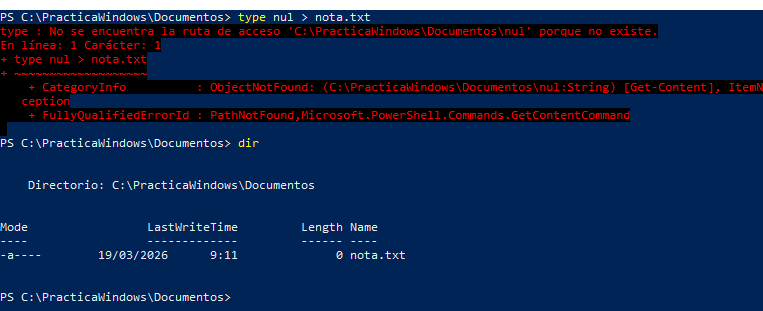 PS C:\PracticaWindows\Documentos> type nul > nota.txt
type : No se encuentra la ruta de acceso 'C:\PracticaWindows\Documentos\nul' porque no existe.
En línea: 1 Carácter: 1
+ type nul > nota.txt
+ ~~~~~~~~~~~~~~~~~~~
    + CategoryInfo          : ObjectNotFound: (C:\PracticaWindows\Documentos\nul:String) [Get-Content], ItemN
   ception
    + FullyQualifiedErrorId : PathNotFound,Microsoft.PowerShell.Commands.GetContentCommand
PS C:\PracticaWindows\Documentos> dir
    Directorio: C:\PracticaWindows\Documentos
Mode                 LastWriteTime         Length Name
----                 -------------         ------ ----
-a----        19/03/2026      9:11              0 nota.txt
PS C:\PracticaWindows\Documentos>